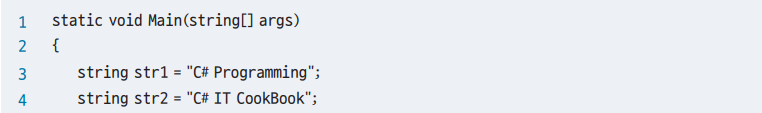 1 static void Main(string[] args)
2 {
3 string str1 = "C# Programming";
4 string str2 = "C# IT CookBook";